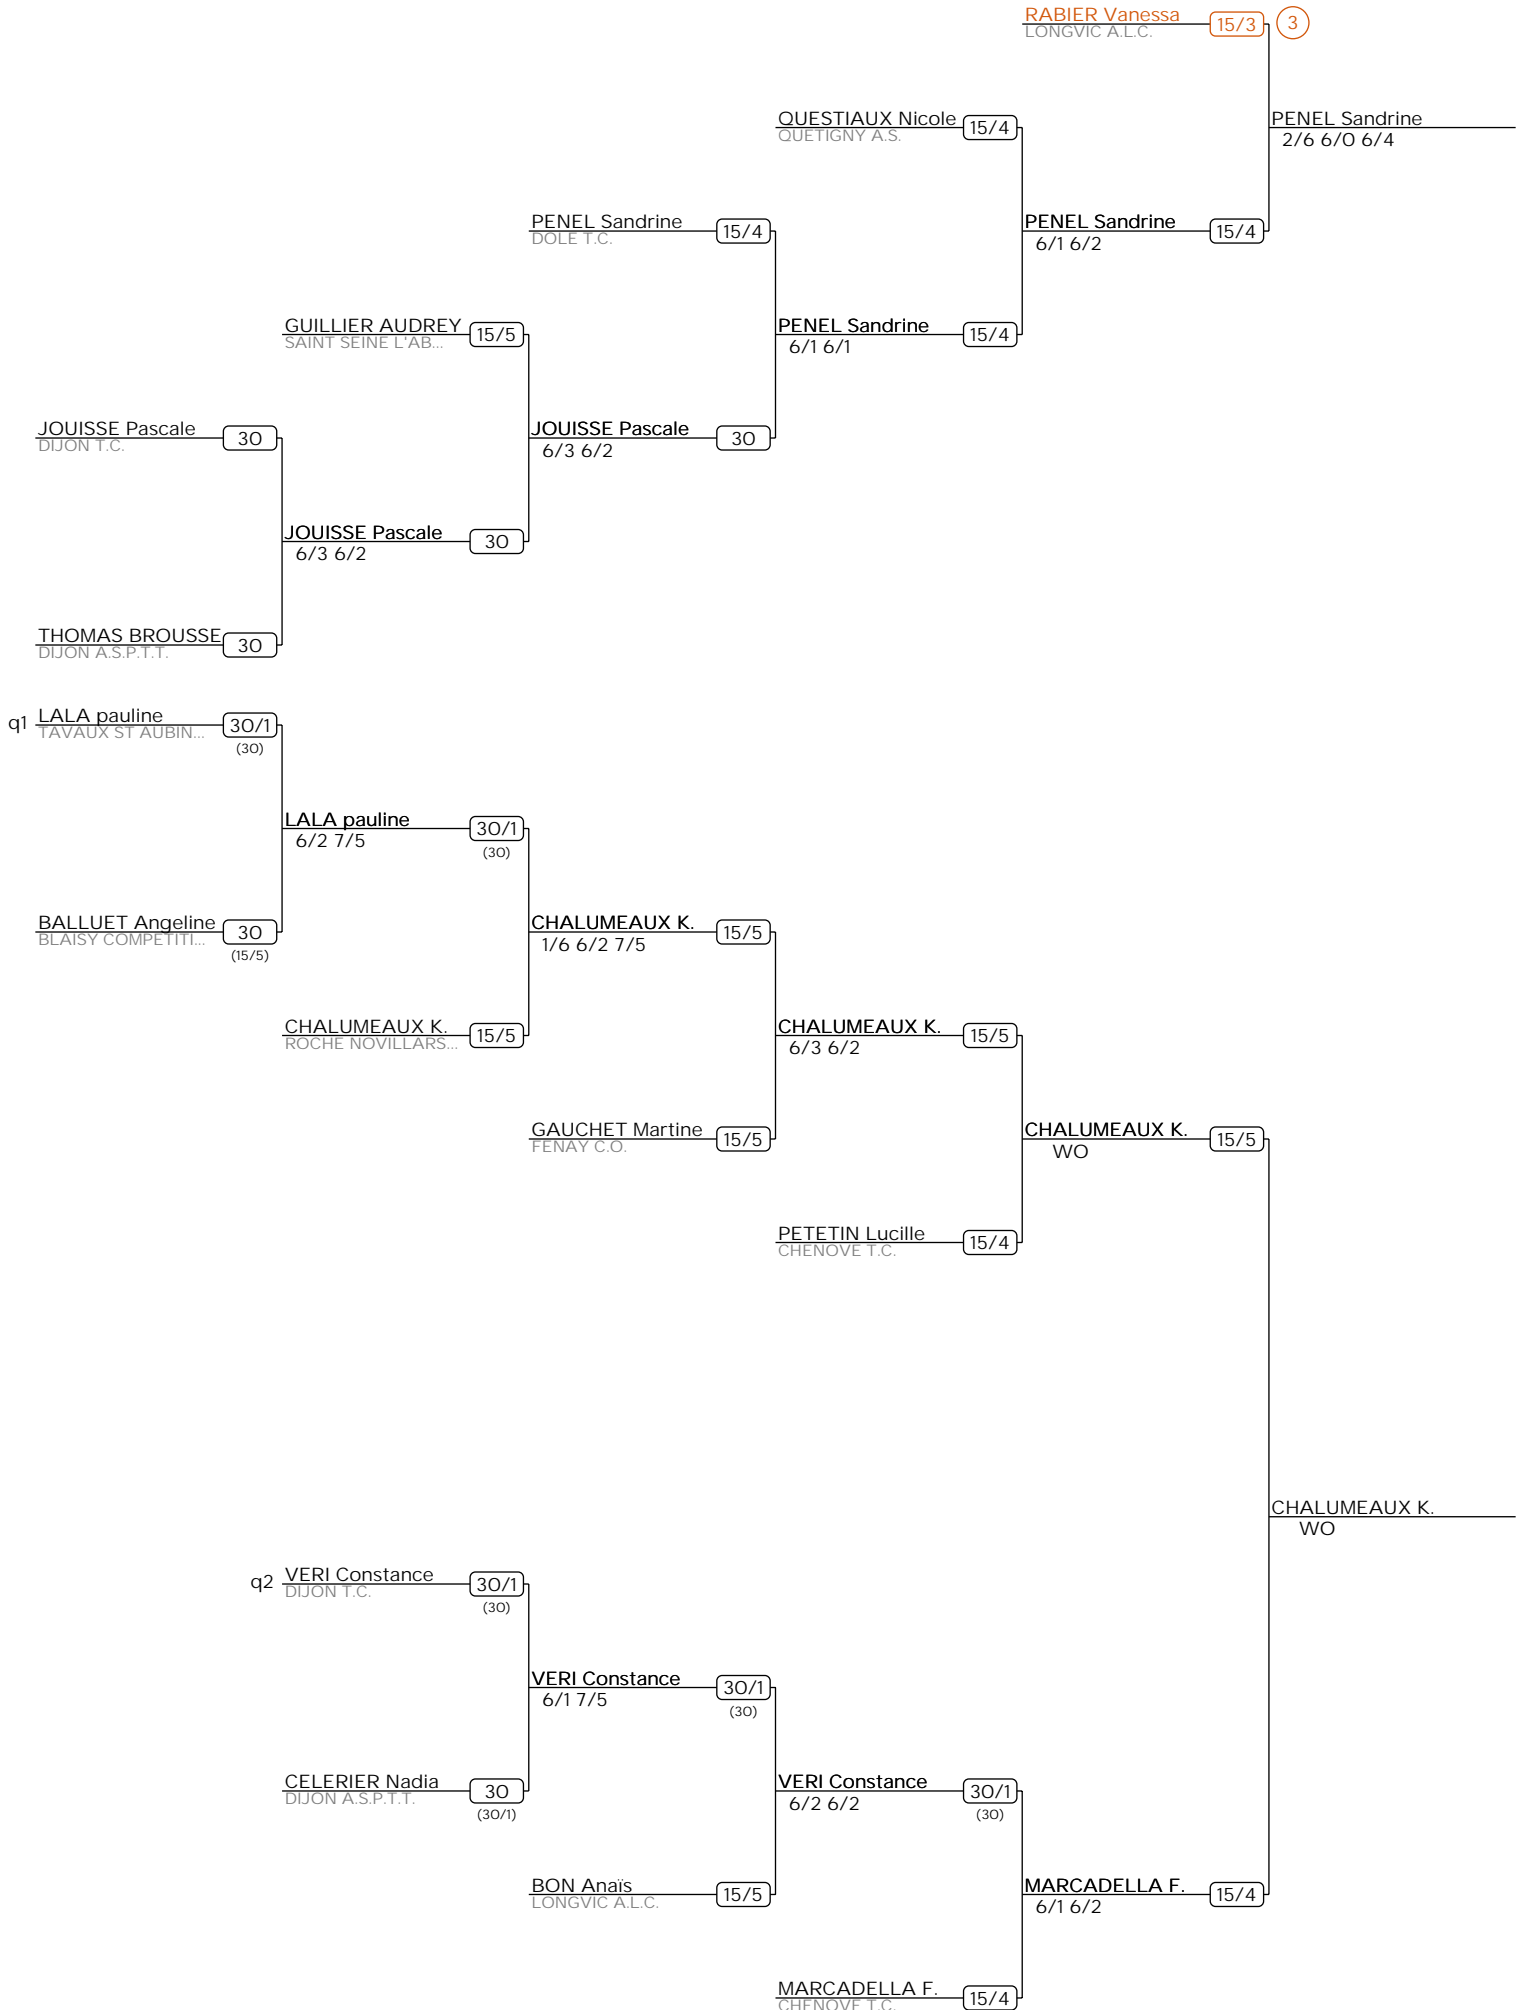 RABIER Vanessa 15/3 3
LONGVIC A.L.C.
QUESTIAUX Nicole 15/4
QUETIGNY A.S.
PENEL Sandrine
2/6 6/0 6/4
PENEL Sandrine 15/4
DOLE T.C.
PENEL Sandrine 15/4
6/1 6/2
GUILLIER AUDREY 15/5
SAINT SEINE L'AB...
PENEL Sandrine 15/4
6/1 6/1
JOUISSE Pascale 30
DIJON T.C.
JOUISSE Pascale 30
6/3 6/2
JOUISSE Pascale 30
6/3 6/2
THOMAS BROUSSE 30
DIJON A.S.P.T.T.
q1 LALA pauline 30/1
TAVAUX ST AUBIN...
(30)
LALA pauline 30/1
6/2 7/5
(30)
BALLUET Angeline 30
BLAISY COMPETITI...
(15/5)
CHALUMEAUX K. 15/5
1/6 6/2 7/5
CHALUMEAUX K. 15/5
ROCHE NOVILLARS...
CHALUMEAUX K. 15/5
6/3 6/2
GAUCHET Martine 15/5
FENAY C.O.
CHALUMEAUX K. 15/5
WO
PETETIN Lucille 15/4
CHENOVE T.C.
CHALUMEAUX K.
WO
q2 VERI Constance 30/1
DIJON T.C.
(30)
VERI Constance 30/1
6/1 7/5
(30)
CELERIER Nadia 30
DIJON A.S.P.T.T.
(30/1)
VERI Constance 30/1
6/2 6/2
(30)
BON Anaïs 15/5
LONGVIC A.L.C.
MARCADELLA F. 15/4
6/1 6/2
MARCADELLA F. 15/4
CHENOVE T.C.